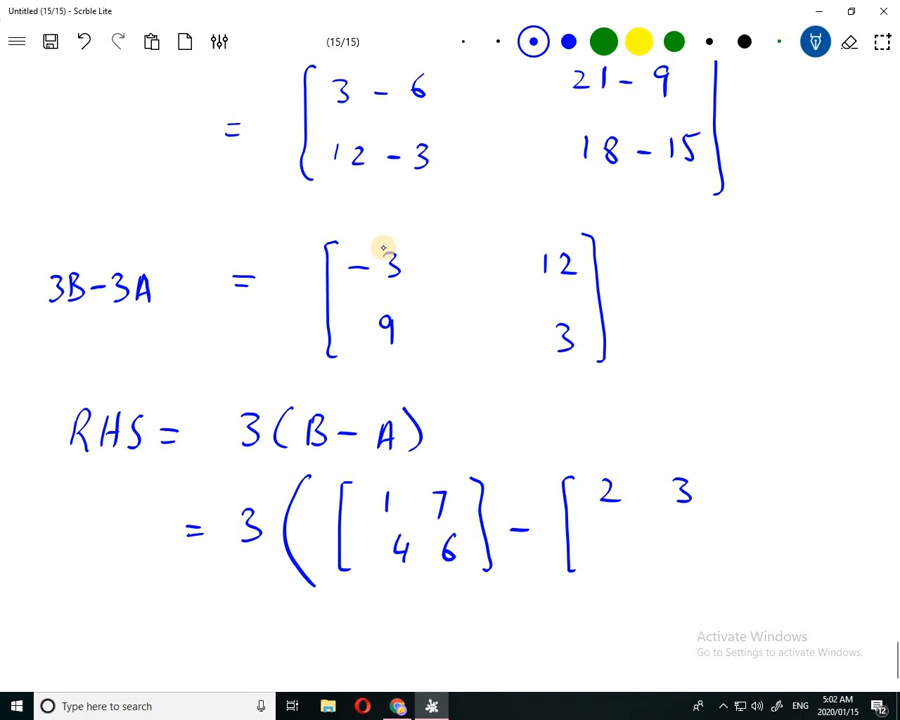 Untitled (15/15) - Scrble Lite
(15/15)
3 - 6 21 - 9
=
12 - 3 18 - 15
3B-3A = [ -3 12
9 3 ]
RHS = 3(B-A)
= 3 ( [ 1 7 ] - [ 2 3
4 6
Activate Windows
Go to Settings to activate Windows.
Type here to search
ENG
5:02 AM
2020/01/15
12